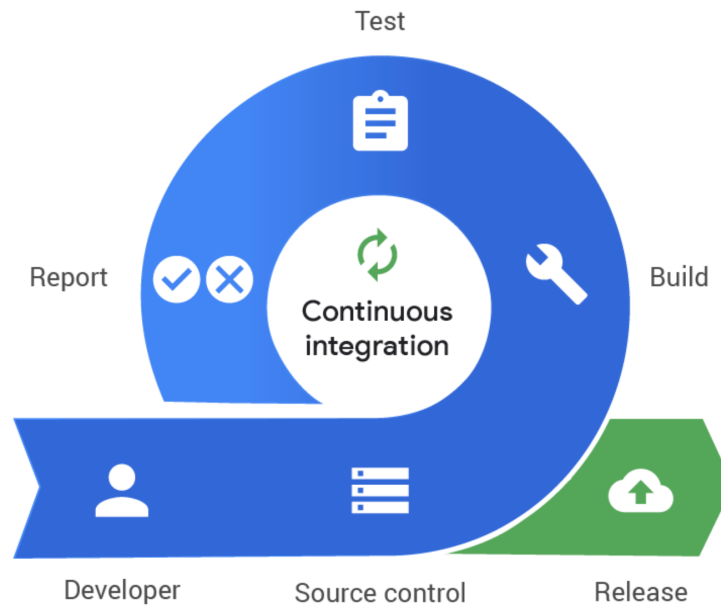 Test
Report
Continuous
integration
Build
Developer
Source control
Release